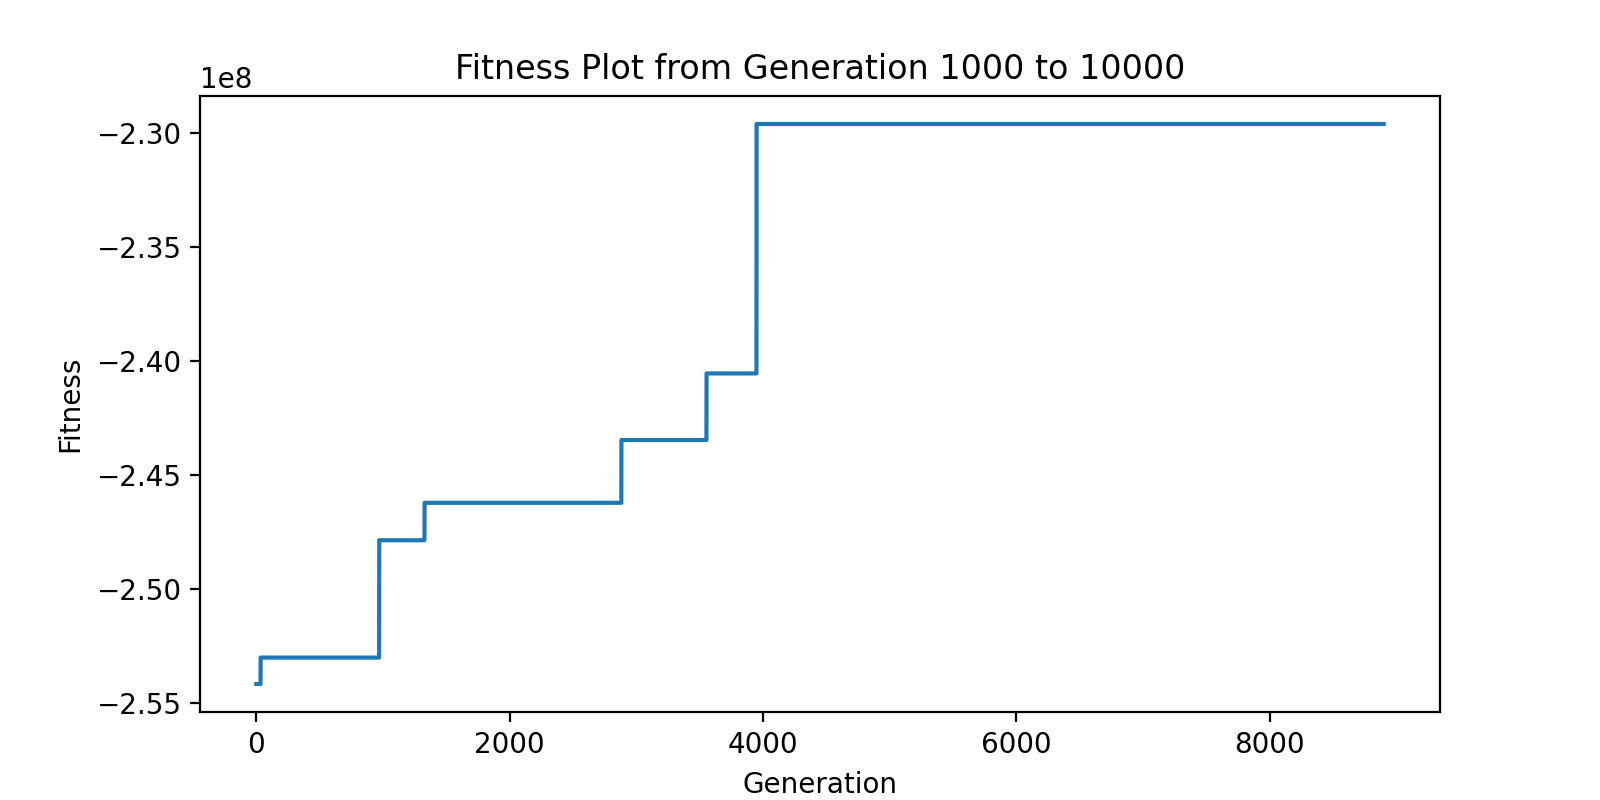 Fitness Plot from Generation 1000 to 10000
1e8
−2.30
−2.35
−2.40
−2.45
−2.50
−2.55
Fitness
0 2000 4000 6000 8000
Generation